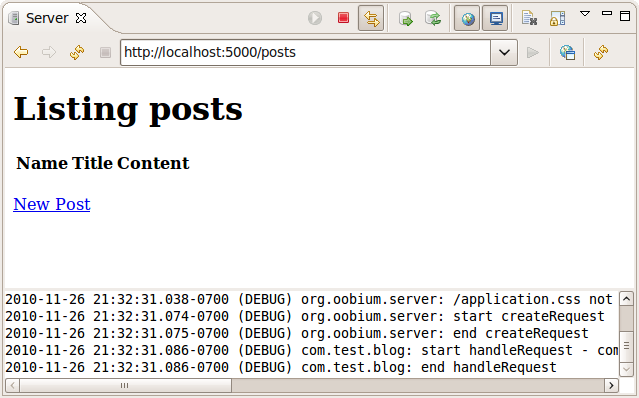 Server
http://localhost:5000/posts
Listing posts
Name Title Content
New Post
2010-11-26 21:32:31.038-0700 (DEBUG) org.oobium.server: /application.css not
2010-11-26 21:32:31.074-0700 (DEBUG) org.oobium.server: start createRequest
2010-11-26 21:32:31.075-0700 (DEBUG) org.oobium.server: end createRequest
2010-11-26 21:32:31.086-0700 (DEBUG) com.test.blog: start handleRequest - com
2010-11-26 21:32:31.086-0700 (DEBUG) com.test.blog: end handleRequest